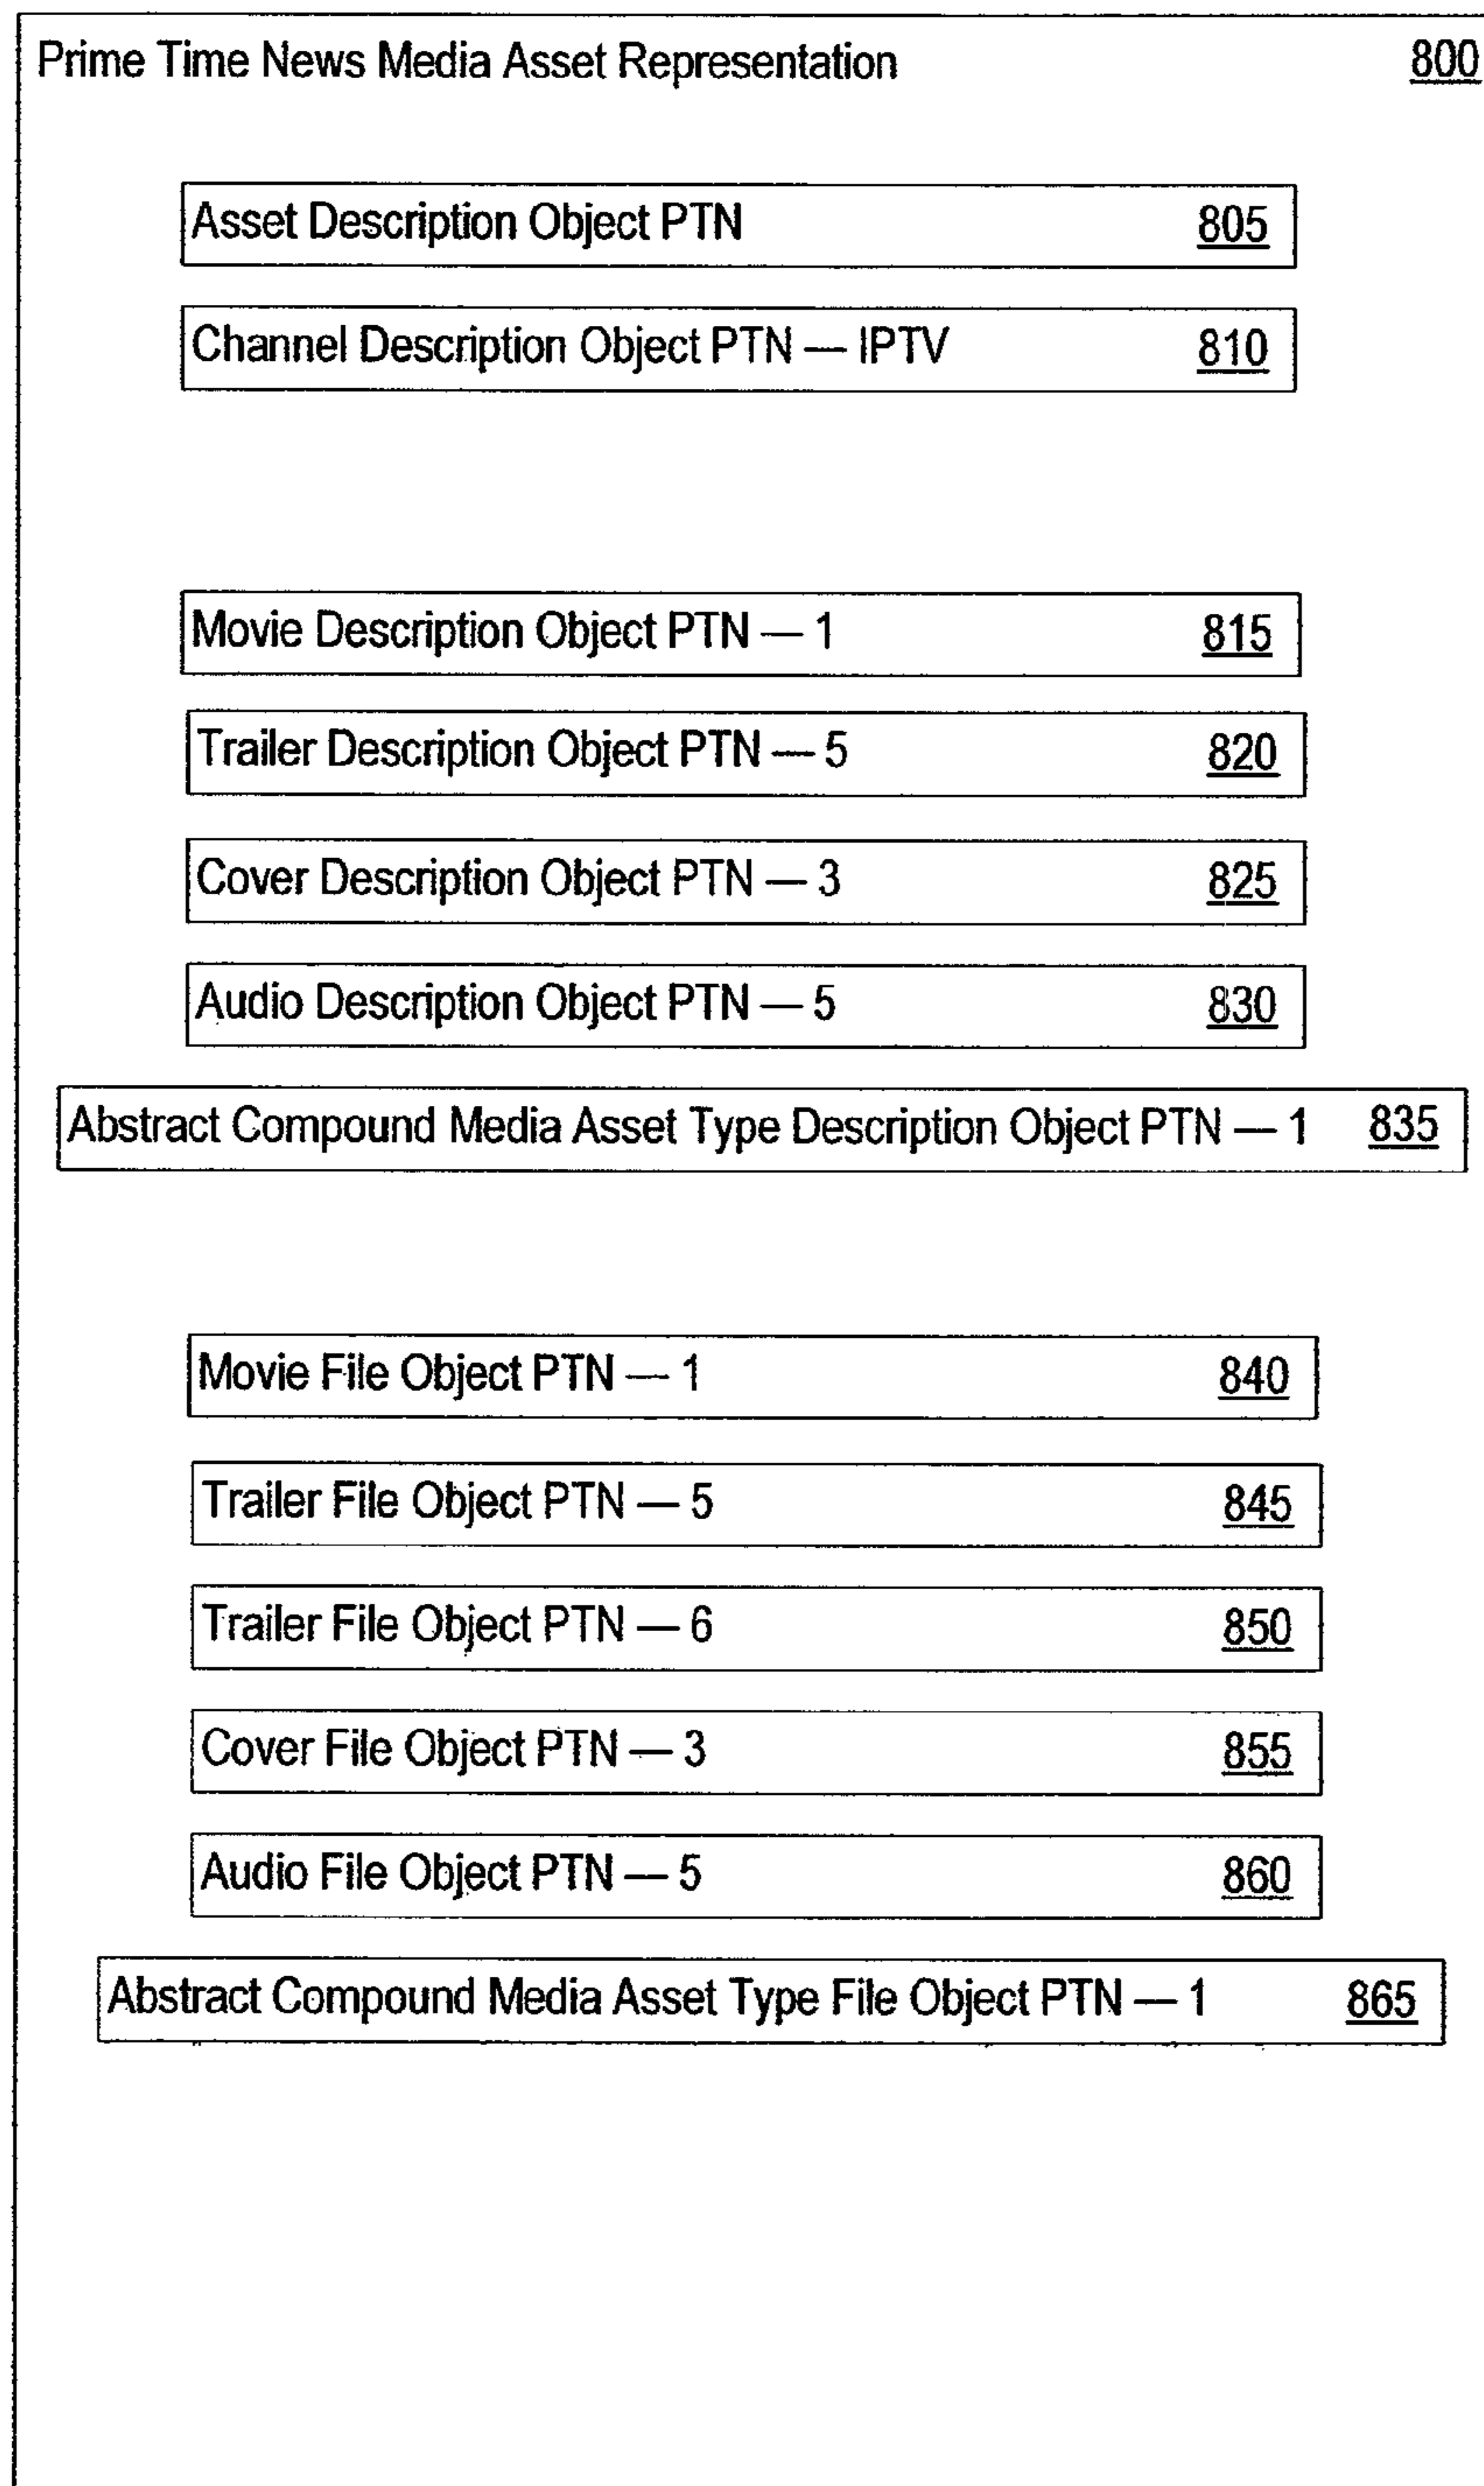 Prime Time News Media Asset Representation 800
Asset Description Object PTN 805
Channel Description Object PTN — IPTV 810
Movie Description Object PTN — 1 815
Trailer Description Object PTN — 5 820
Cover Description Object PTN — 3 825
Audio Description Object PTN — 5 830
Abstract Compound Media Asset Type Description Object PTN — 1 835
Movie File Object PTN — 1 840
Trailer File Object PTN — 5 845
Trailer File Object PTN — 6 850
Cover File Object PTN — 3 855
Audio File Object PTN — 5 860
Abstract Compound Media Asset Type File Object PTN — 1 865